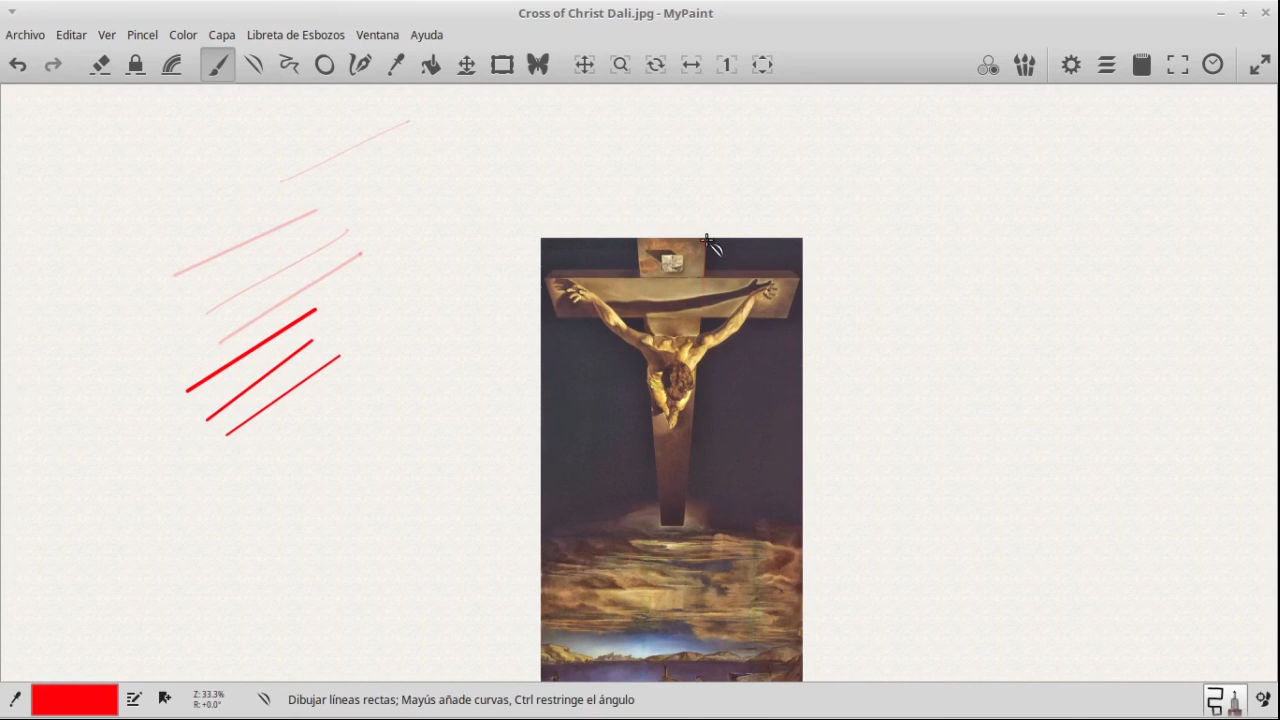 Cross of Christ Dali.jpg - MyPaint
Archivo Editar Ver Pincel Color Capa Libreta de Esbozos Ventana Ayuda
1
Z: 33.3%
R: +0.0°
Dibujar líneas rectas; Mayús añade curvas, Ctrl restringe el ángulo